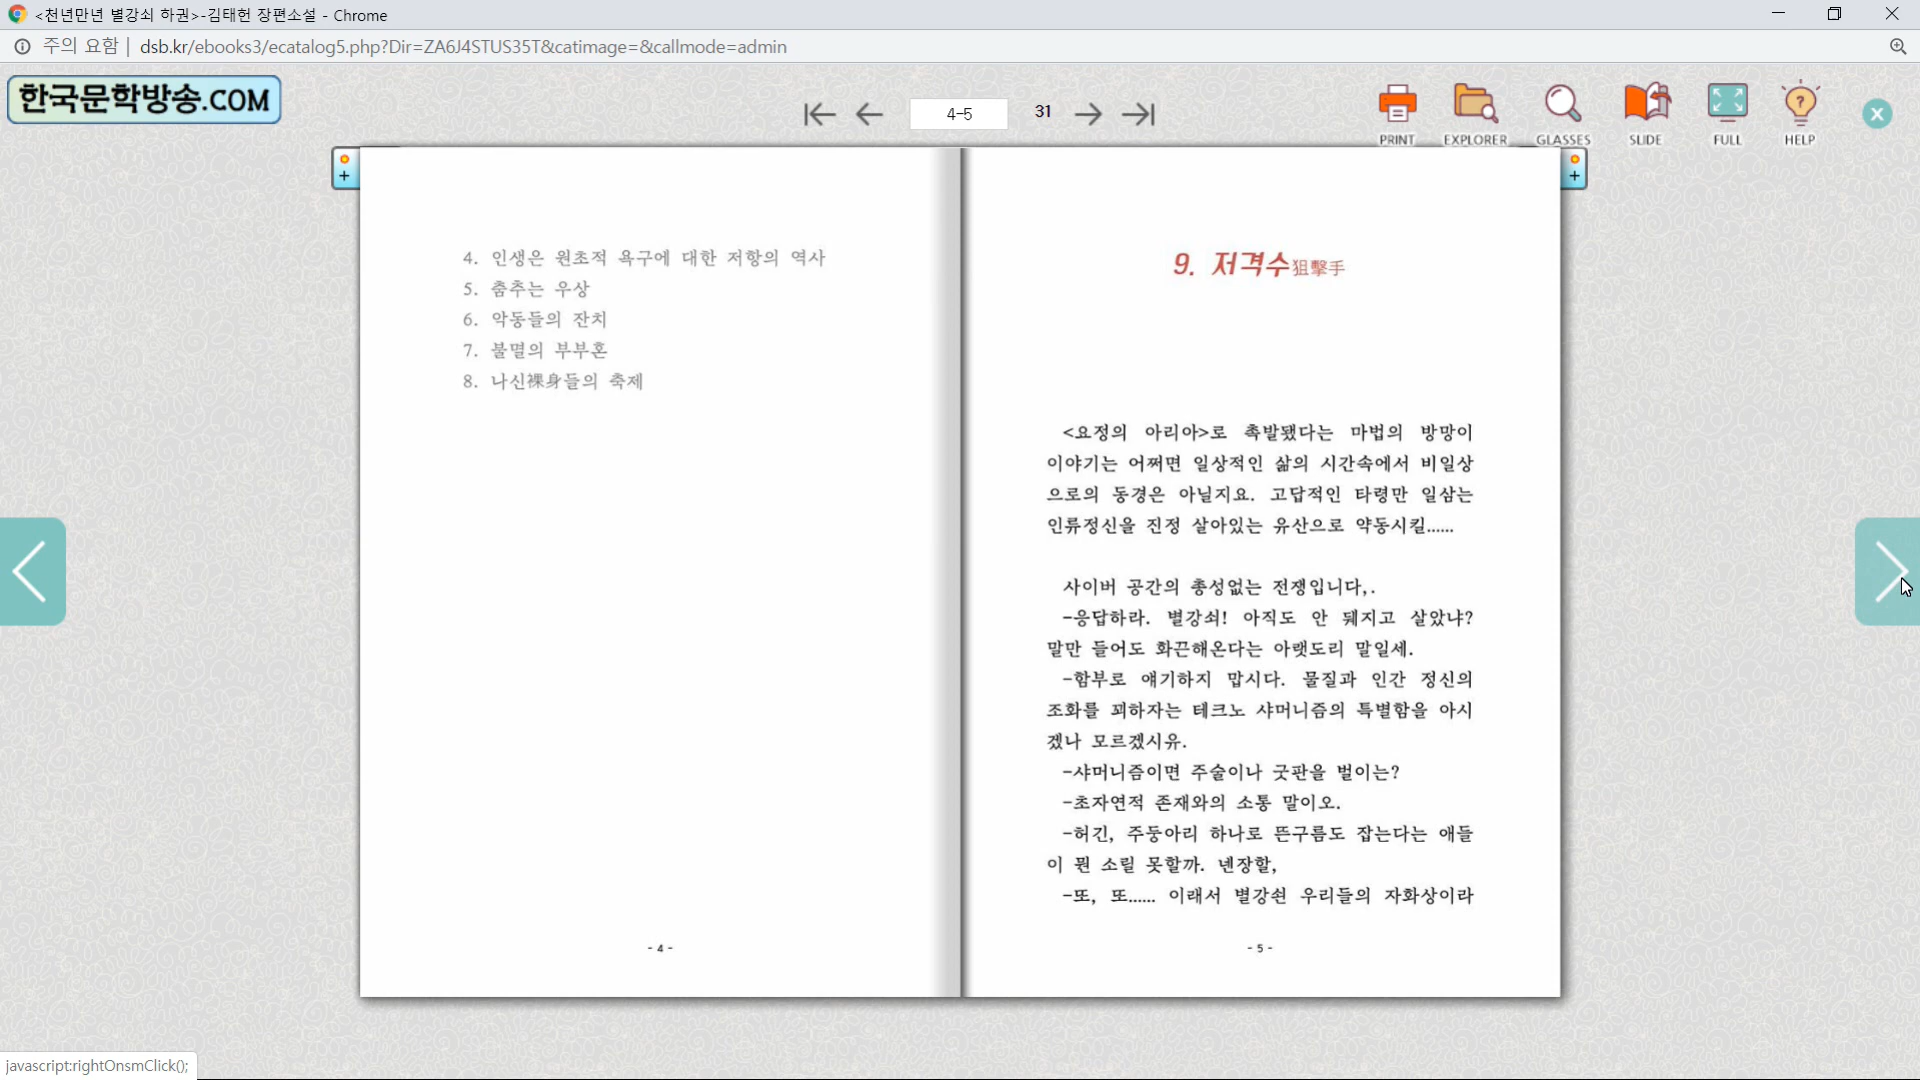 <천년만년 별강쇠 하권>-김태헌 장편소설 - Chrome
주의 요함 | dsb.kr/ebooks3/ecatalog5.php?Dir=ZA6J4STUS35T&catimage=&callmode=admin
한국문학방송.COM
4-5
31
PRINT
EXPLORER
GLASSES
SLIDE
FULL
HELP
4. 인생은 원초적 욕구에 대한 저항의 역사
5. 춤추는 우상
6. 악동들의 잔치
7. 불멸의 부부혼
8. 나신裸身들의 축제
- 4 -
9. 저격수狙擊手
<요정의 아리아>로 촉발됐다는 마법의 방망이
이야기는 어쩌면 일상적인 삶의 시간속에서 비일상
으로의 동경은 아닐지요. 고답적인 타령만 일삼는
인류정신을 진정 살아있는 유산으로 약동시킬......
사이버 공간의 총성없는 전쟁입니다,.
-응답하라. 별강쇠! 아직도 안 뒈지고 살았냐?
말만 들어도 화끈해온다는 아랫도리 말일세.
-함부로 얘기하지 맙시다. 물질과 인간 정신의
조화를 꾀하자는 테크노 샤머니즘의 특별함을 아시
겠나 모르겠시유.
-샤머니즘이면 주술이나 굿판을 벌이는?
-초자연적 존재와의 소통 말이오.
-허긴, 주둥아리 하나로 뜬구름도 잡는다는 애들
이 뭔 소릴 못할까. 넨장할,
-또, 또...... 이래서 별강쇤 우리들의 자화상이라
- 5 -
javascript:rightOnsmClick();